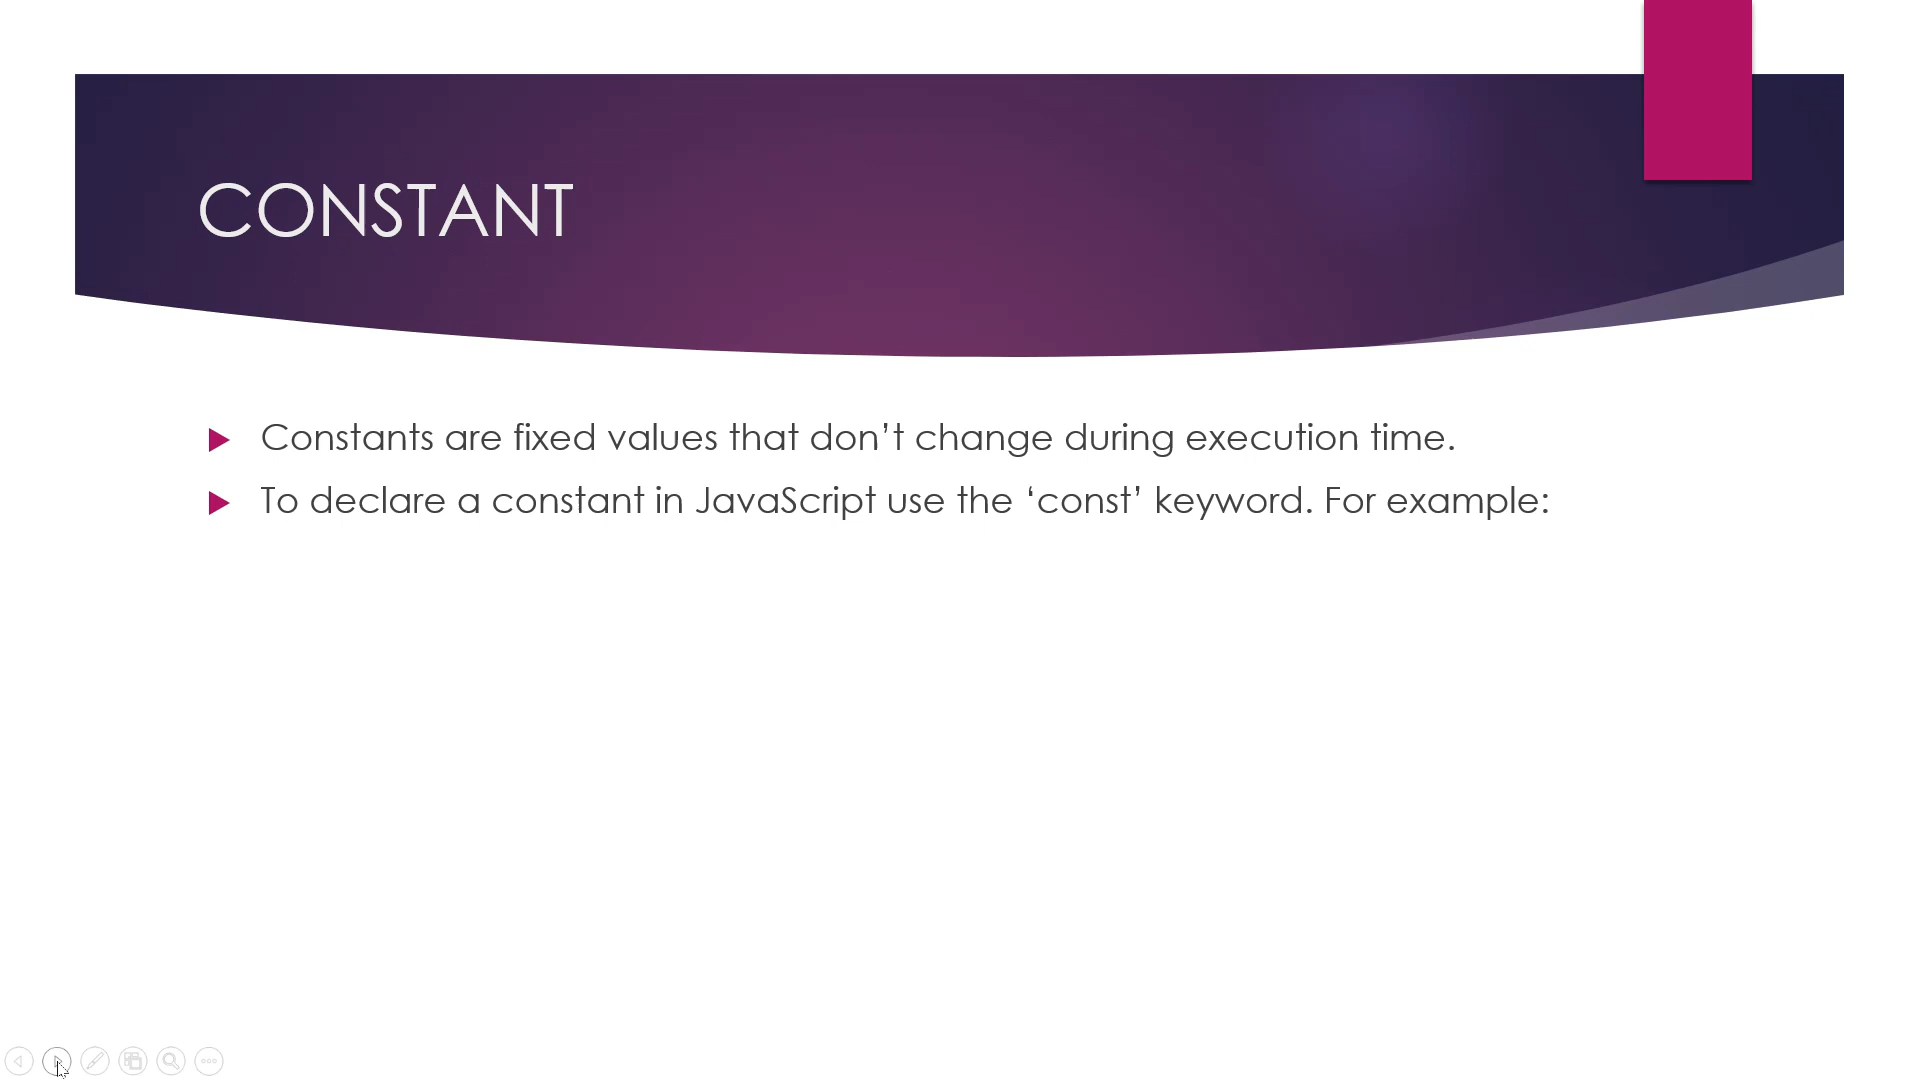 CONSTANT
Constants are fixed values that don’t change during execution time.
To declare a constant in JavaScript use the ‘const’ keyword. For example: